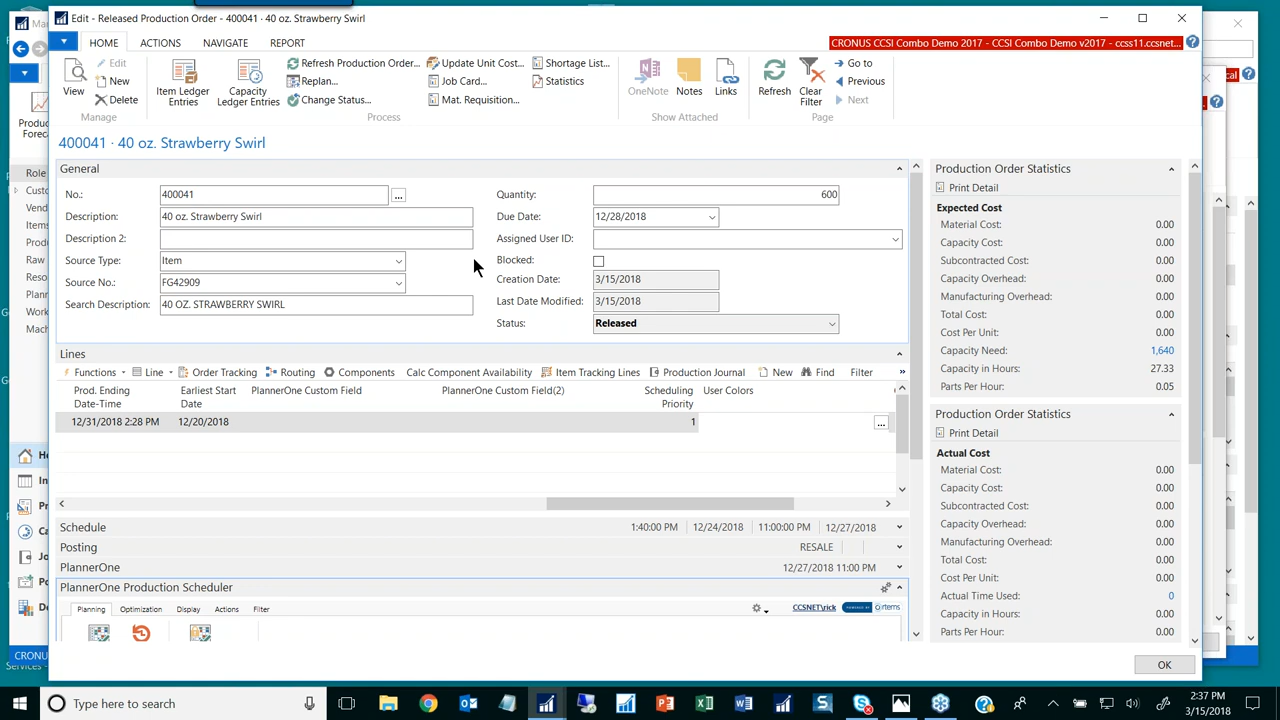 Edit - Released Production Order - 400041 · 40 oz. Strawberry Swirl
HOME ACTIONS NAVIGATE REPORT
CRONUS CCSI Combo Demo 2017 - CCSI Combo Demo v2017 - ccss11.ccsnet...
View
Edit
New
Delete
Manage
Item Ledger Entries
Capacity Ledger Entries
Refresh Production Order...
Replan...
Change Status...
Update Unit Cost...
Job Card...
Mat. Requisition...
Shortage List...
Statistics
Process
OneNote
Notes
Links
Show Attached
Refresh
Clear Filter
Go to
Previous
Next
Page
400041 · 40 oz. Strawberry Swirl
General
No.: 400041 ...
Description: 40 oz. Strawberry Swirl
Description 2:
Source Type: Item
Source No.: FG42909
Search Description: 40 OZ. STRAWBERRY SWIRL
Quantity: 600
Due Date: 12/28/2018
Assigned User ID:
Blocked:
Creation Date: 3/15/2018
Last Date Modified: 3/15/2018
Status: Released
Lines
Functions Line Order Tracking Routing Components Calc Component Availability Item Tracking Lines Production Journal New Find Filter »
Prod. Ending Date-Time Earliest Start Date PlannerOne Custom Field PlannerOne Custom Field(2) Scheduling Priority User Colors
12/31/2018 2:28 PM 12/20/2018 1 ...
Schedule 1:40:00 PM 12/24/2018 11:00:00 PM 12/27/2018
Posting RESALE
PlannerOne 12/27/2018 11:00 PM
PlannerOne Production Scheduler
Planning Optimization Display Actions Filter CCSNET\rick POWERED BY ortems
Production Order Statistics
Print Detail
Expected Cost
Material Cost: 0.00
Capacity Cost: 0.00
Subcontracted Cost: 0.00
Capacity Overhead: 0.00
Manufacturing Overhead: 0.00
Total Cost: 0.00
Cost Per Unit: 0.00
Capacity Need: 1,640
Capacity in Hours: 27.33
Parts Per Hour: 0.05
Production Order Statistics
Print Detail
Actual Cost
Material Cost: 0.00
Capacity Cost: 0.00
Subcontracted Cost: 0.00
Capacity Overhead: 0.00
Manufacturing Overhead: 0.00
Total Cost: 0.00
Cost Per Unit: 0.00
Actual Time Used: 0
Capacity in Hours: 0.00
Parts Per Hour: 0.00
OK
Role
Items
CRONU
Services -
Type here to search
2:37 PM
3/15/2018